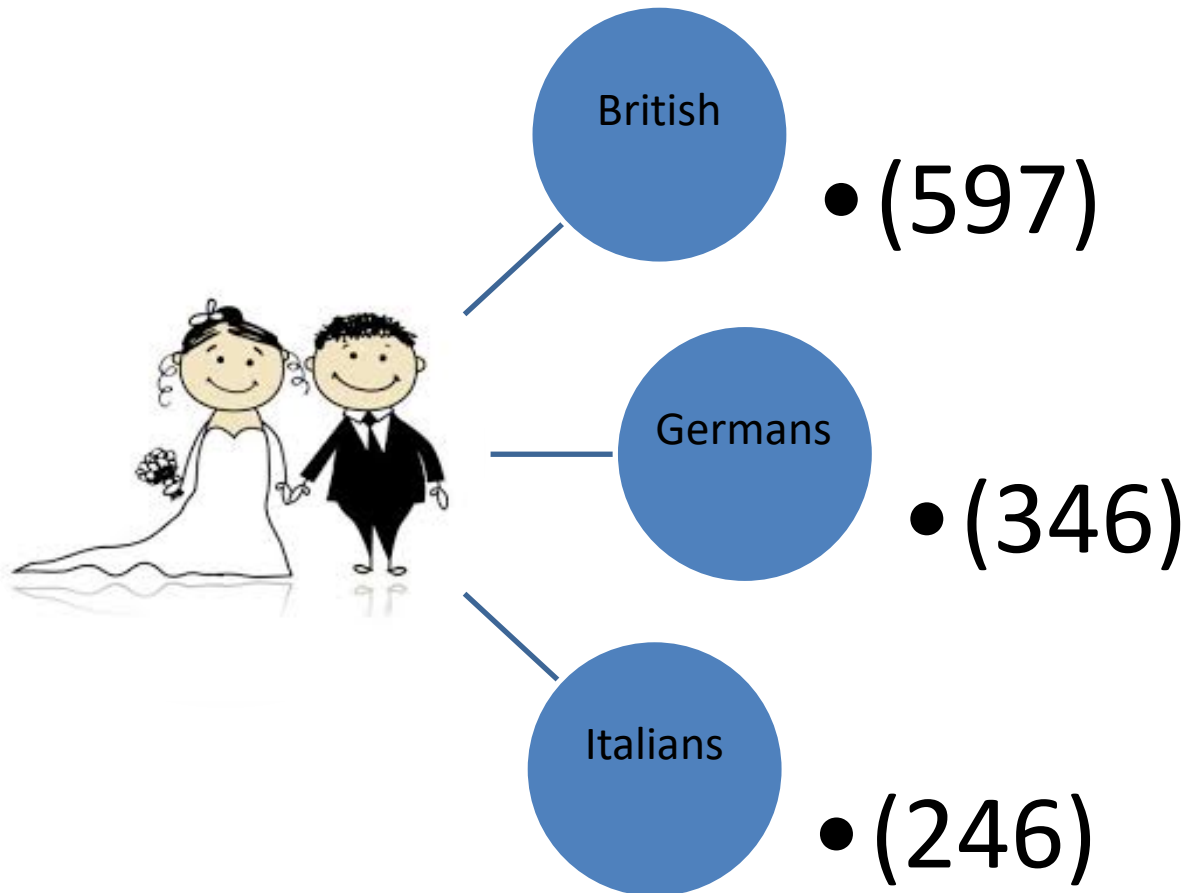 British
• (597)
Germans
• (346)
Italians
• (246)